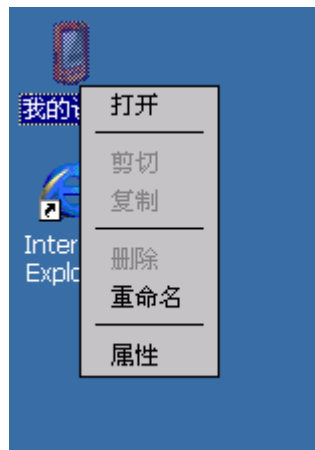 我的
打开
剪切
复制
Inter
Explo
删除
重命名
属性